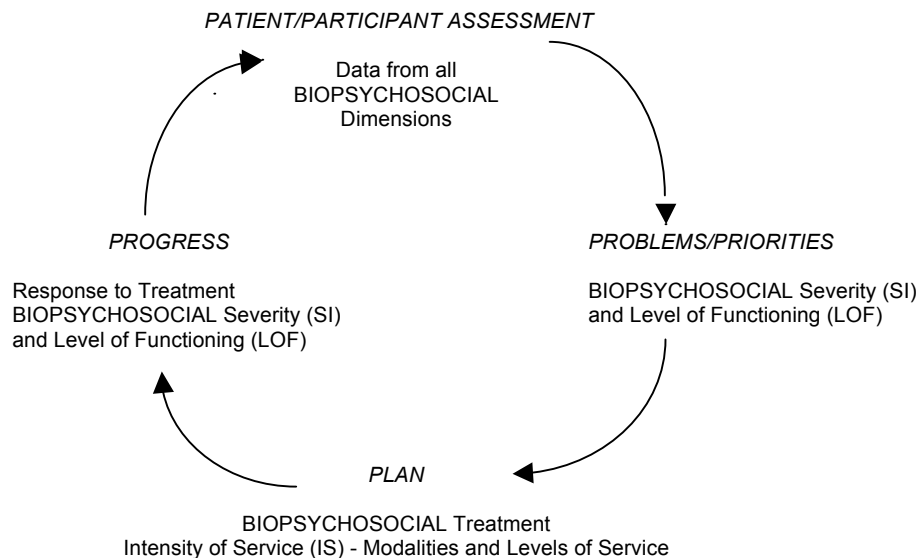 PATIENT/PARTICIPANT ASSESSMENT
Data from all
BIOPSYCHOSOCIAL
Dimensions
PROBLEMS/PRIORITIES
BIOPSYCHOSOCIAL Severity (SI)
and Level of Functioning (LOF)
PLAN
BIOPSYCHOSOCIAL Treatment
Intensity of Service (IS) - Modalities and Levels of Service
PROGRESS
Response to Treatment
BIOPSYCHOSOCIAL Severity (SI)
and Level of Functioning (LOF)